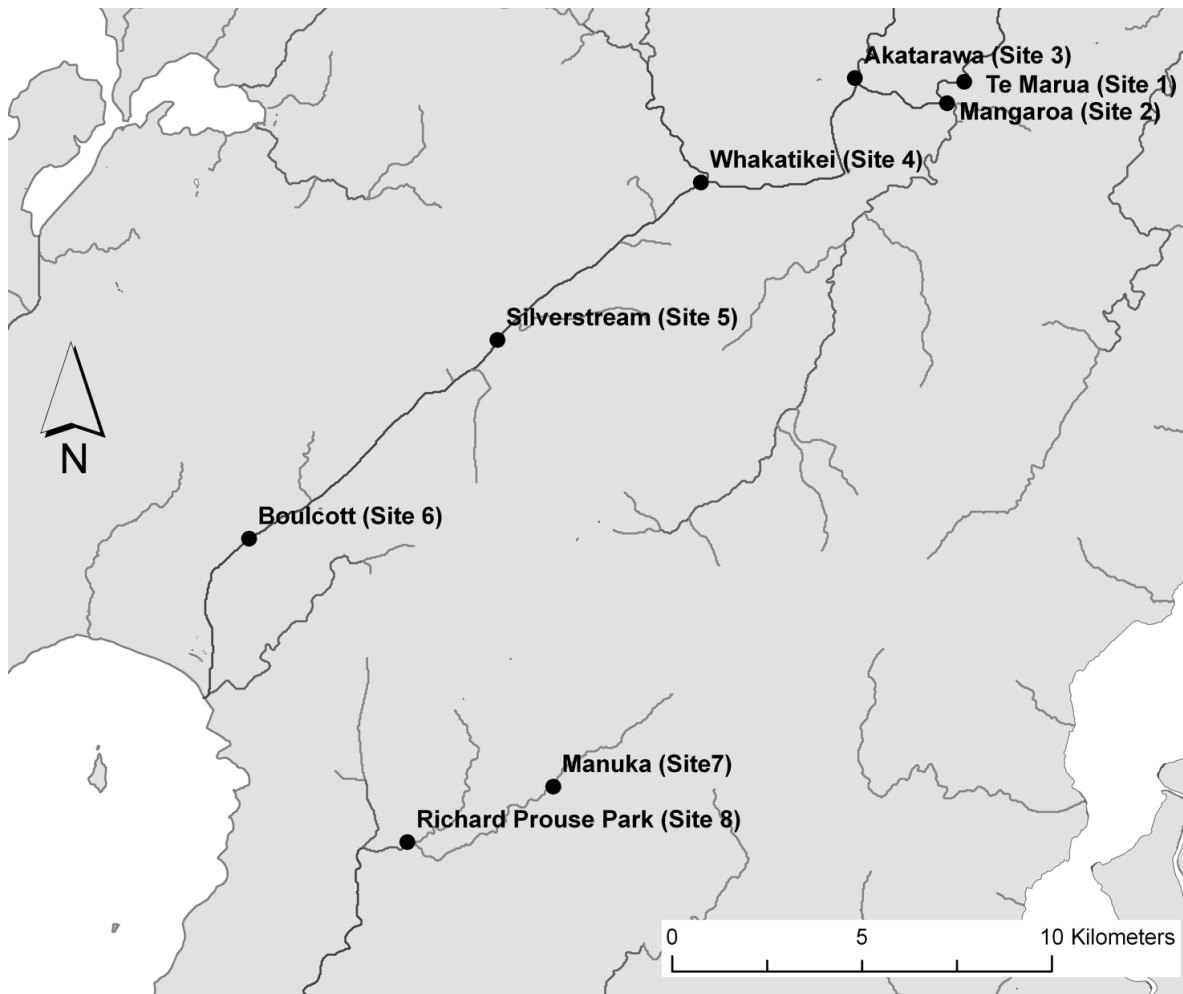 Akatarawa (Site 3)
Te Marua (Site 1)
Mangaroa (Site 2)
Whakatikei (Site 4)
Silverstream (Site 5)
N
Boulcott (Site 6)
Manuka (Site7)
Richard Prouse Park (Site 8)
0 5 10 Kilometers